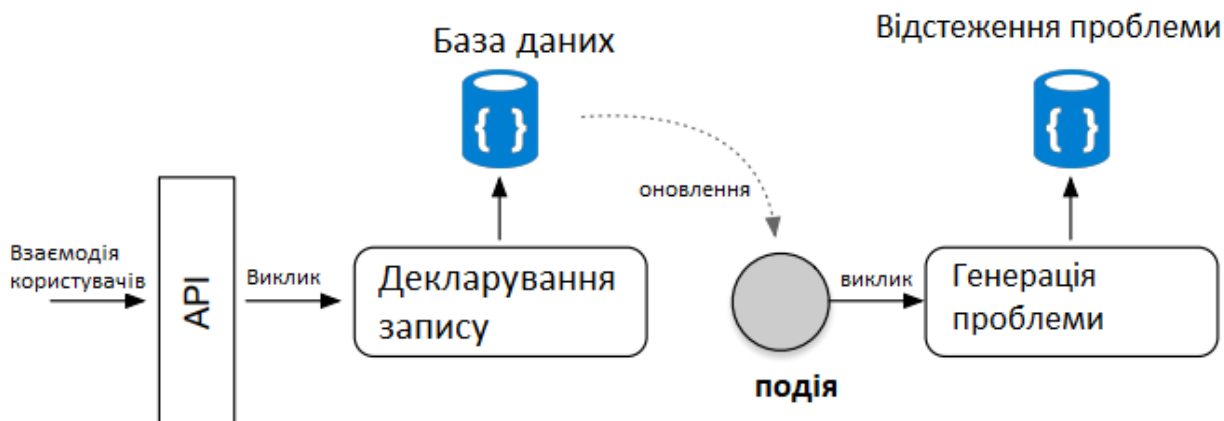 База даних
Відстеження проблеми
{ }
{ }
оновлення
Взаємодія
користувачів
API
Виклик
Декларування
запису
виклик
Генерація
проблеми
подія